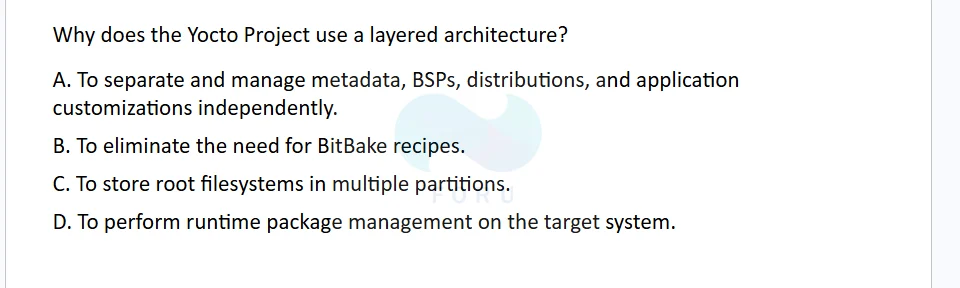 Why does the Yocto Project use a layered architecture?
A. To separate and manage metadata, BSPs, distributions, and application
customizations independently.
B. To eliminate the need for BitBake recipes.
C. To store root filesystems in multiple partitions.
FORU
D. To perform runtime package management on the target system.